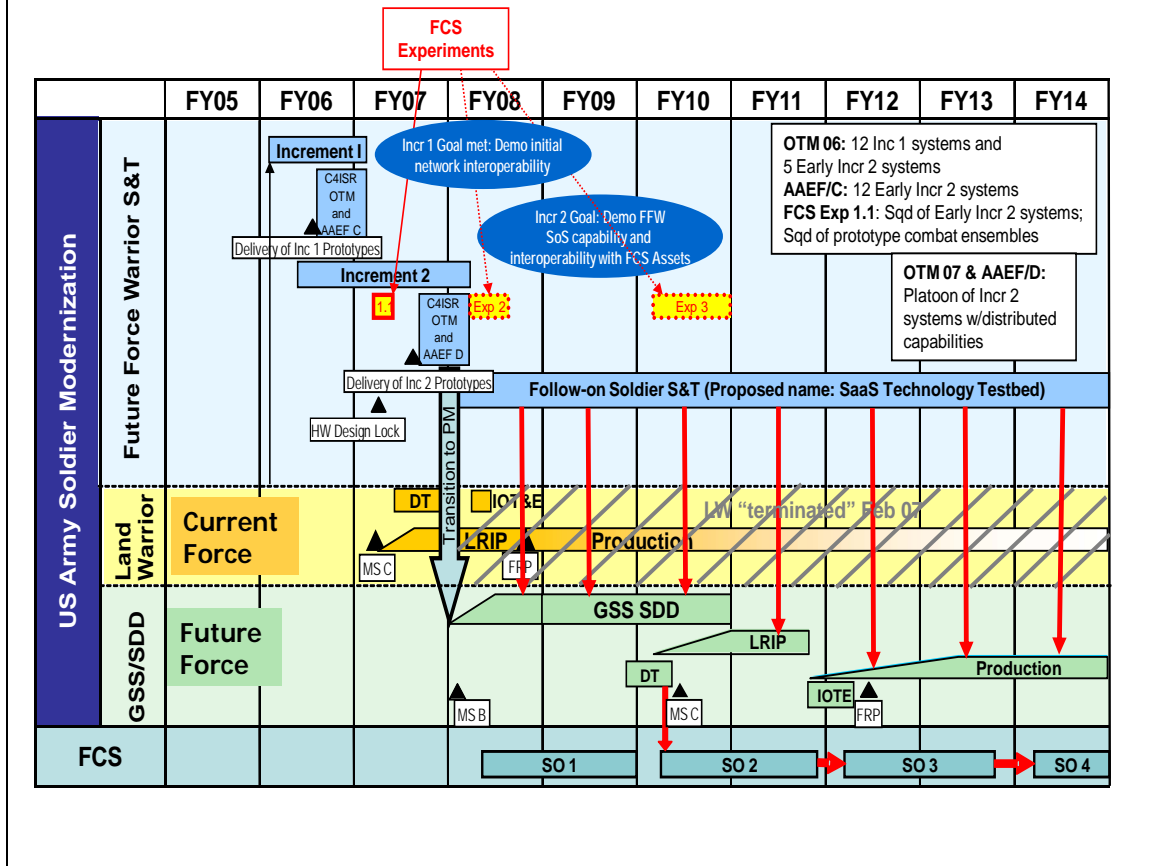 FCS
Experiments
FY05 FY06 FY07 FY08 FY09 FY10 FY11 FY12 FY13 FY14
US Army Soldier Modernization
Future Force Warrior S&T
Increment I
C4ISR
OTM
and
AAEF C
Delivery of Inc 1 Prototypes
Incr 1 Goal met: Demo initial
network interoperability
Incr 2 Goal: Demo FFW
SoS capability and
interoperability with FCS Assets
OTM 06: 12 Inc 1 systems and
5 Early Incr 2 systems
AAEF/C: 12 Early Incr 2 systems
FCS Exp 1.1: Sqd of Early Incr 2 systems;
Sqd of prototype combat ensembles
OTM 07 & AAEF/D:
Platoon of Incr 2
systems w/distributed
capabilities
Increment 2
1.1
C4ISR
OTM
and
AAEF D
Exp 2
Exp 3
Delivery of Inc 2 Prototypes
HW Design Lock
Follow-on Soldier S&T (Proposed name: SaaS Technology Testbed)
Transition to PM
Land
Warrior
Current
Force
DT
IOT&E
LW “terminated” Feb 07
LRIP
Production
MS C
FRP
GSS/SDD
Future
Force
GSS SDD
LRIP
DT
Production
MS B
MS C
IOTE
FRP
FCS
SO 1
SO 2
SO 3
SO 4